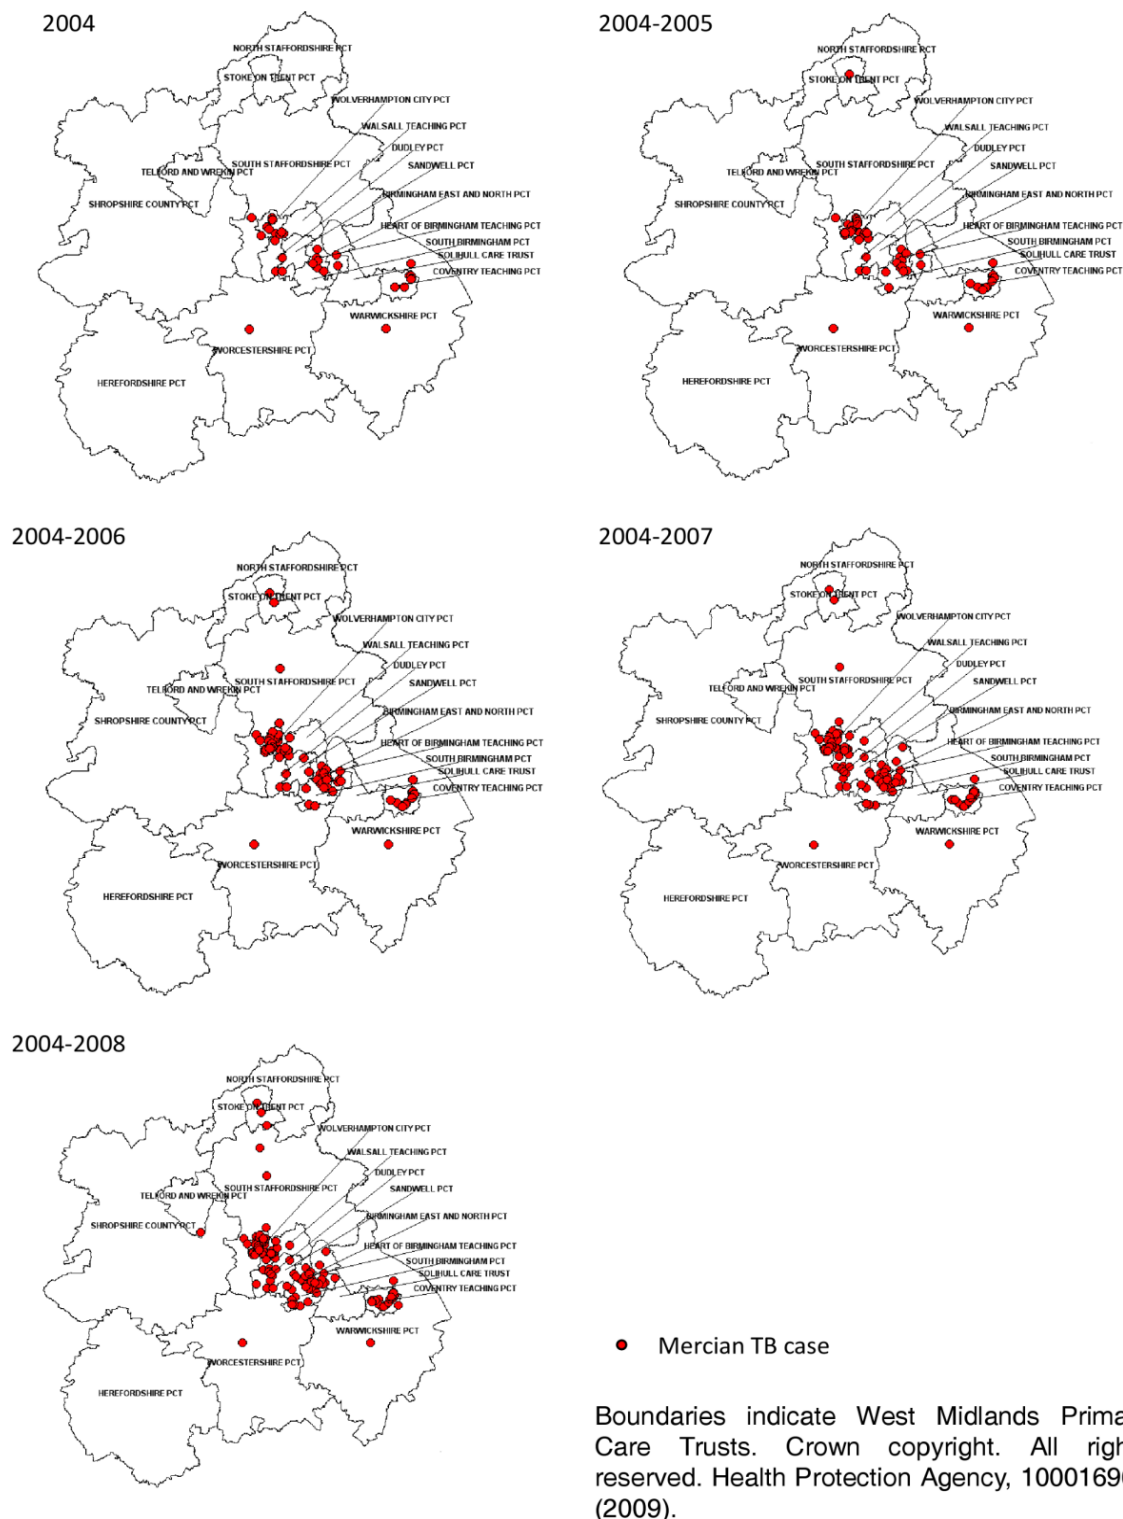 2004
NORTH STAFFORDSHIRE PCT
STOKE ON TRENT PCT
WOLVERHAMPTON CITY PCT
WALSALL TEACHING PCT
DUDLEY PCT
SOUTH STAFFORDSHIRE PCT
SANDWELL PCT
TELFORD AND WREKIN PCT
BIRMINGHAM EAST AND NORTH PCT
SHROPSHIRE COUNTY PCT
HEART OF BIRMINGHAM TEACHING PCT
SOUTH BIRMINGHAM PCT
SOLIHULL CARE TRUST
COVENTRY TEACHING PCT
WARWICKSHIRE PCT
WORCESTERSHIRE PCT
HEREFORDSHIRE PCT
2004-2005
NORTH STAFFORDSHIRE PCT
STOKE ON TRENT PCT
WOLVERHAMPTON CITY PCT
WALSALL TEACHING PCT
DUDLEY PCT
SOUTH STAFFORDSHIRE PCT
SANDWELL PCT
TELFORD AND WREKIN PCT
BIRMINGHAM EAST AND NORTH PCT
SHROPSHIRE COUNTY PCT
HEART OF BIRMINGHAM TEACHING PCT
SOUTH BIRMINGHAM PCT
SOLIHULL CARE TRUST
COVENTRY TEACHING PCT
WARWICKSHIRE PCT
WORCESTERSHIRE PCT
HEREFORDSHIRE PCT
2004-2006
NORTH STAFFORDSHIRE PCT
STOKE ON TRENT PCT
WOLVERHAMPTON CITY PCT
WALSALL TEACHING PCT
DUDLEY PCT
SOUTH STAFFORDSHIRE PCT
SANDWELL PCT
TELFORD AND WREKIN PCT
BIRMINGHAM EAST AND NORTH PCT
SHROPSHIRE COUNTY PCT
HEART OF BIRMINGHAM TEACHING PCT
SOUTH BIRMINGHAM PCT
SOLIHULL CARE TRUST
COVENTRY TEACHING PCT
WARWICKSHIRE PCT
WORCESTERSHIRE PCT
HEREFORDSHIRE PCT
2004-2007
NORTH STAFFORDSHIRE PCT
STOKE ON TRENT PCT
WOLVERHAMPTON CITY PCT
WALSALL TEACHING PCT
DUDLEY PCT
SOUTH STAFFORDSHIRE PCT
SANDWELL PCT
TELFORD AND WREKIN PCT
BIRMINGHAM EAST AND NORTH PCT
SHROPSHIRE COUNTY PCT
HEART OF BIRMINGHAM TEACHING PCT
SOUTH BIRMINGHAM PCT
SOLIHULL CARE TRUST
COVENTRY TEACHING PCT
WARWICKSHIRE PCT
WORCESTERSHIRE PCT
HEREFORDSHIRE PCT
2004-2008
NORTH STAFFORDSHIRE PCT
STOKE ON TRENT PCT
WOLVERHAMPTON CITY PCT
WALSALL TEACHING PCT
DUDLEY PCT
SOUTH STAFFORDSHIRE PCT
SANDWELL PCT
TELFORD AND WREKIN PCT
BIRMINGHAM EAST AND NORTH PCT
SHROPSHIRE COUNTY PCT
HEART OF BIRMINGHAM TEACHING PCT
SOUTH BIRMINGHAM PCT
SOLIHULL CARE TRUST
COVENTRY TEACHING PCT
WARWICKSHIRE PCT
WORCESTERSHIRE PCT
HEREFORDSHIRE PCT
Mercian TB case
Boundaries indicate West Midlands Prima
Care Trusts. Crown copyright. All righ
reserved. Health Protection Agency, 1000169
(2009).